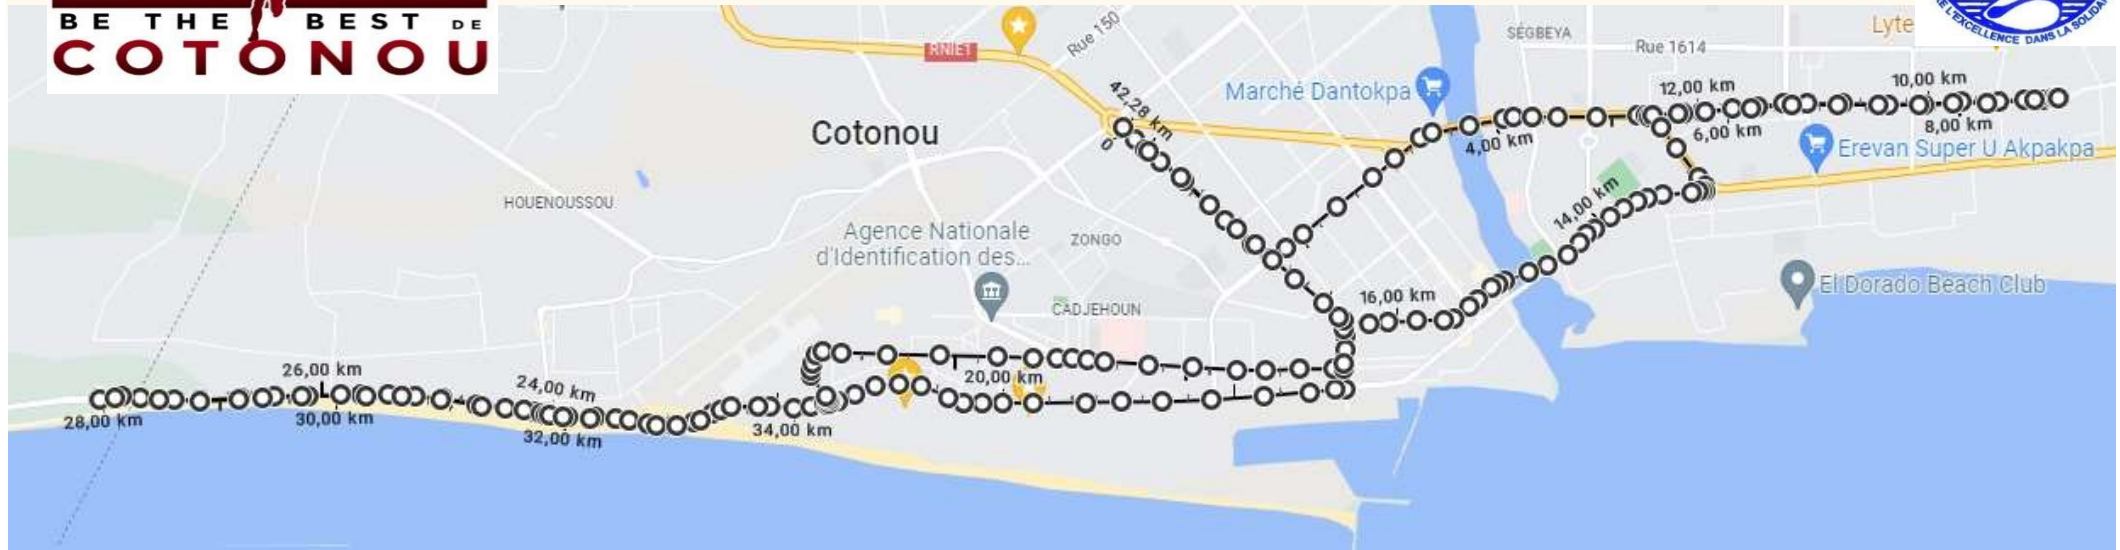 BE THE BEST DE
COTONOU
L'EXCELLENCE DANS LA
RNIE1
Rue 150
SÈGBEYA
Rue 1614
Lyte
Marché Dantokpa
42,28 km
0
Cotonou
4,00 km
12,00 km
10,00 km
6,00 km
8,00 km
Erevan Super U Akpakpa
HOUENOUSSOU
Agence Nationale
d'Identification des...
ZONGO
14,00 km
CADJEHOUN
16,00 km
El Dorado Beach Club
26,00 km
24,00 km
20,00 km
28,00 km
30,00 km
32,00 km
34,00 km